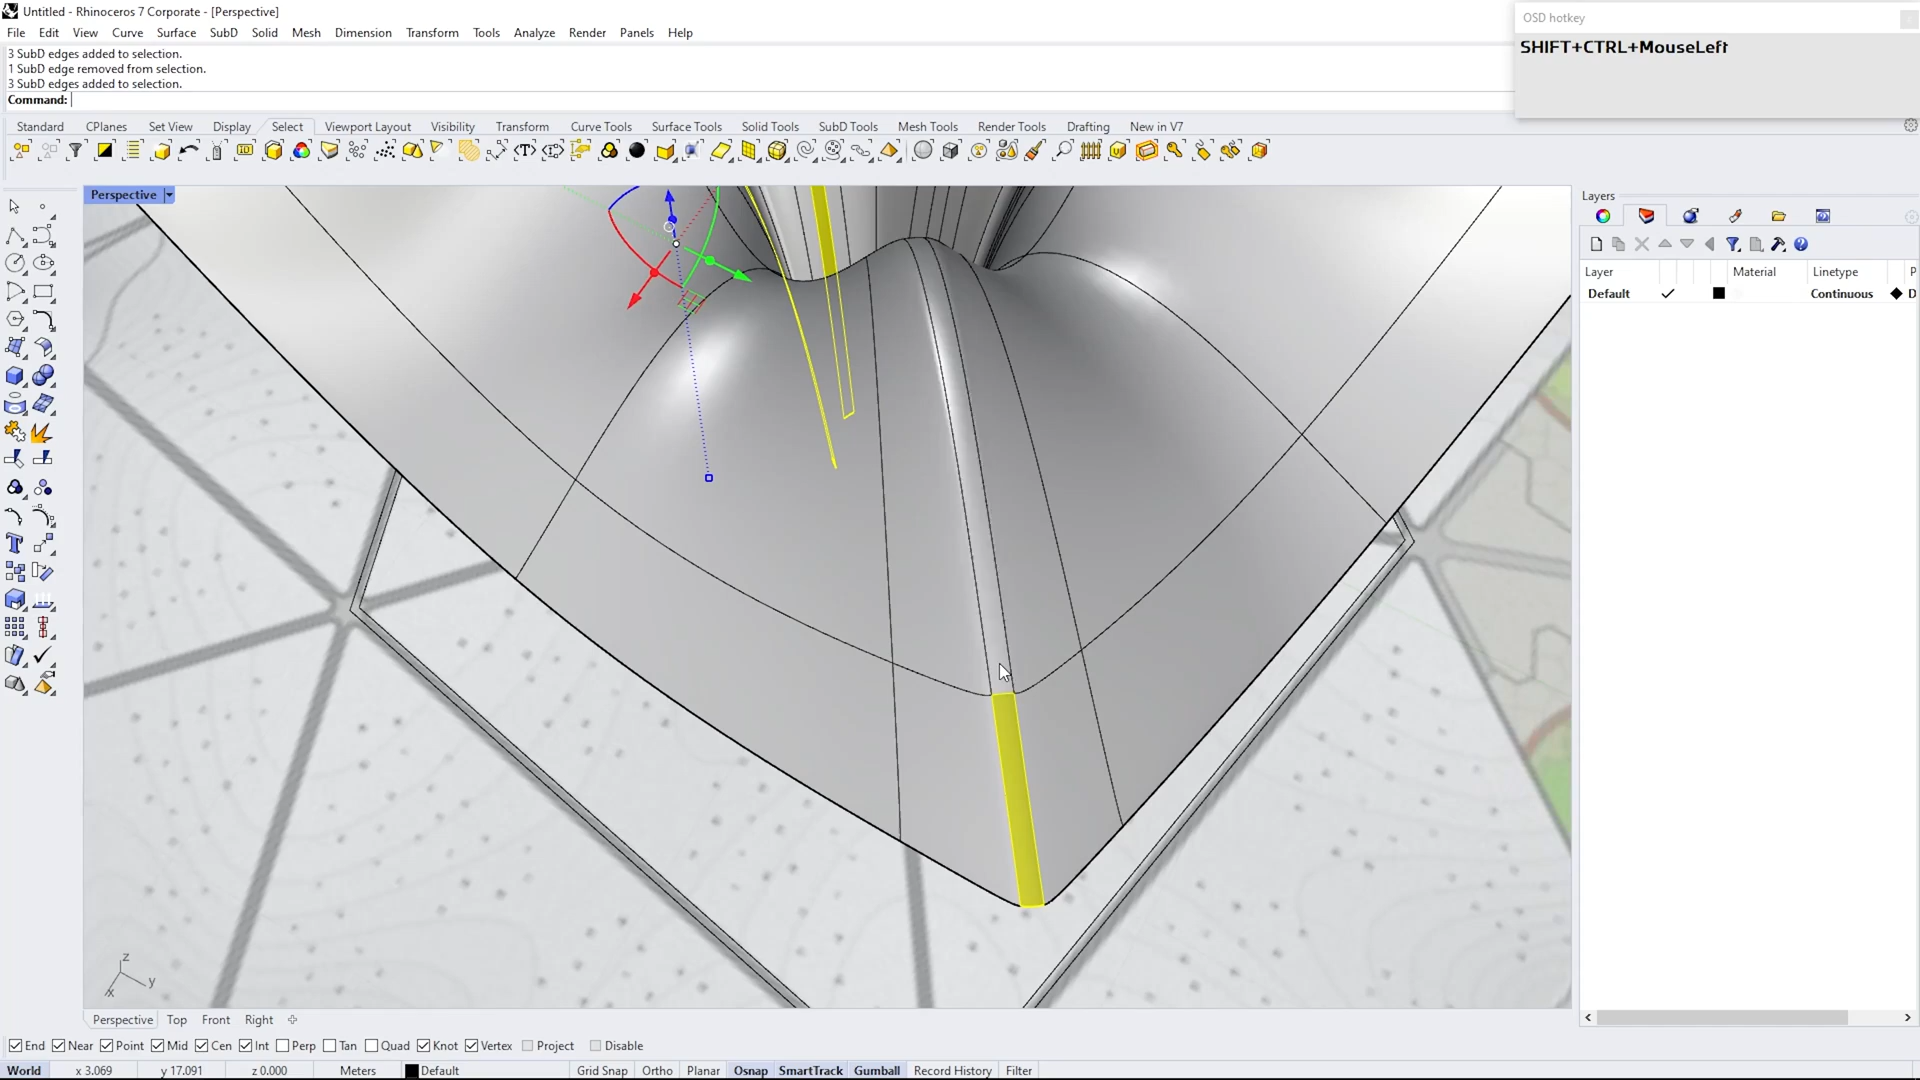 Untitled - Rhinoceros 7 Corporate - [Perspective]
File Edit View Curve Surface SubD Solid Mesh Dimension Transform Tools Analyze Render Panels Help
3 SubD edges added to selection.
1 SubD edge removed from selection.
3 SubD edges added to selection.
Command:
OSD hotkey
SHIFT+CTRL+MouseLeft
Standard CPlanes Set View Display Select Viewport Layout Visibility Transform Curve Tools Surface Tools Solid Tools SubD Tools Mesh Tools Render Tools Drafting New in V7
Perspective
Layers
Layer Material Linetype P
Default Continuous D
z
y
x
Perspective Top Front Right
End Near Point Mid Cen Int Perp Tan Quad Knot Vertex Project Disable
World x 3.069 y 17.091 z 0.000 Meters Default Grid Snap Ortho Planar Osnap SmartTrack Gumball Record History Filter